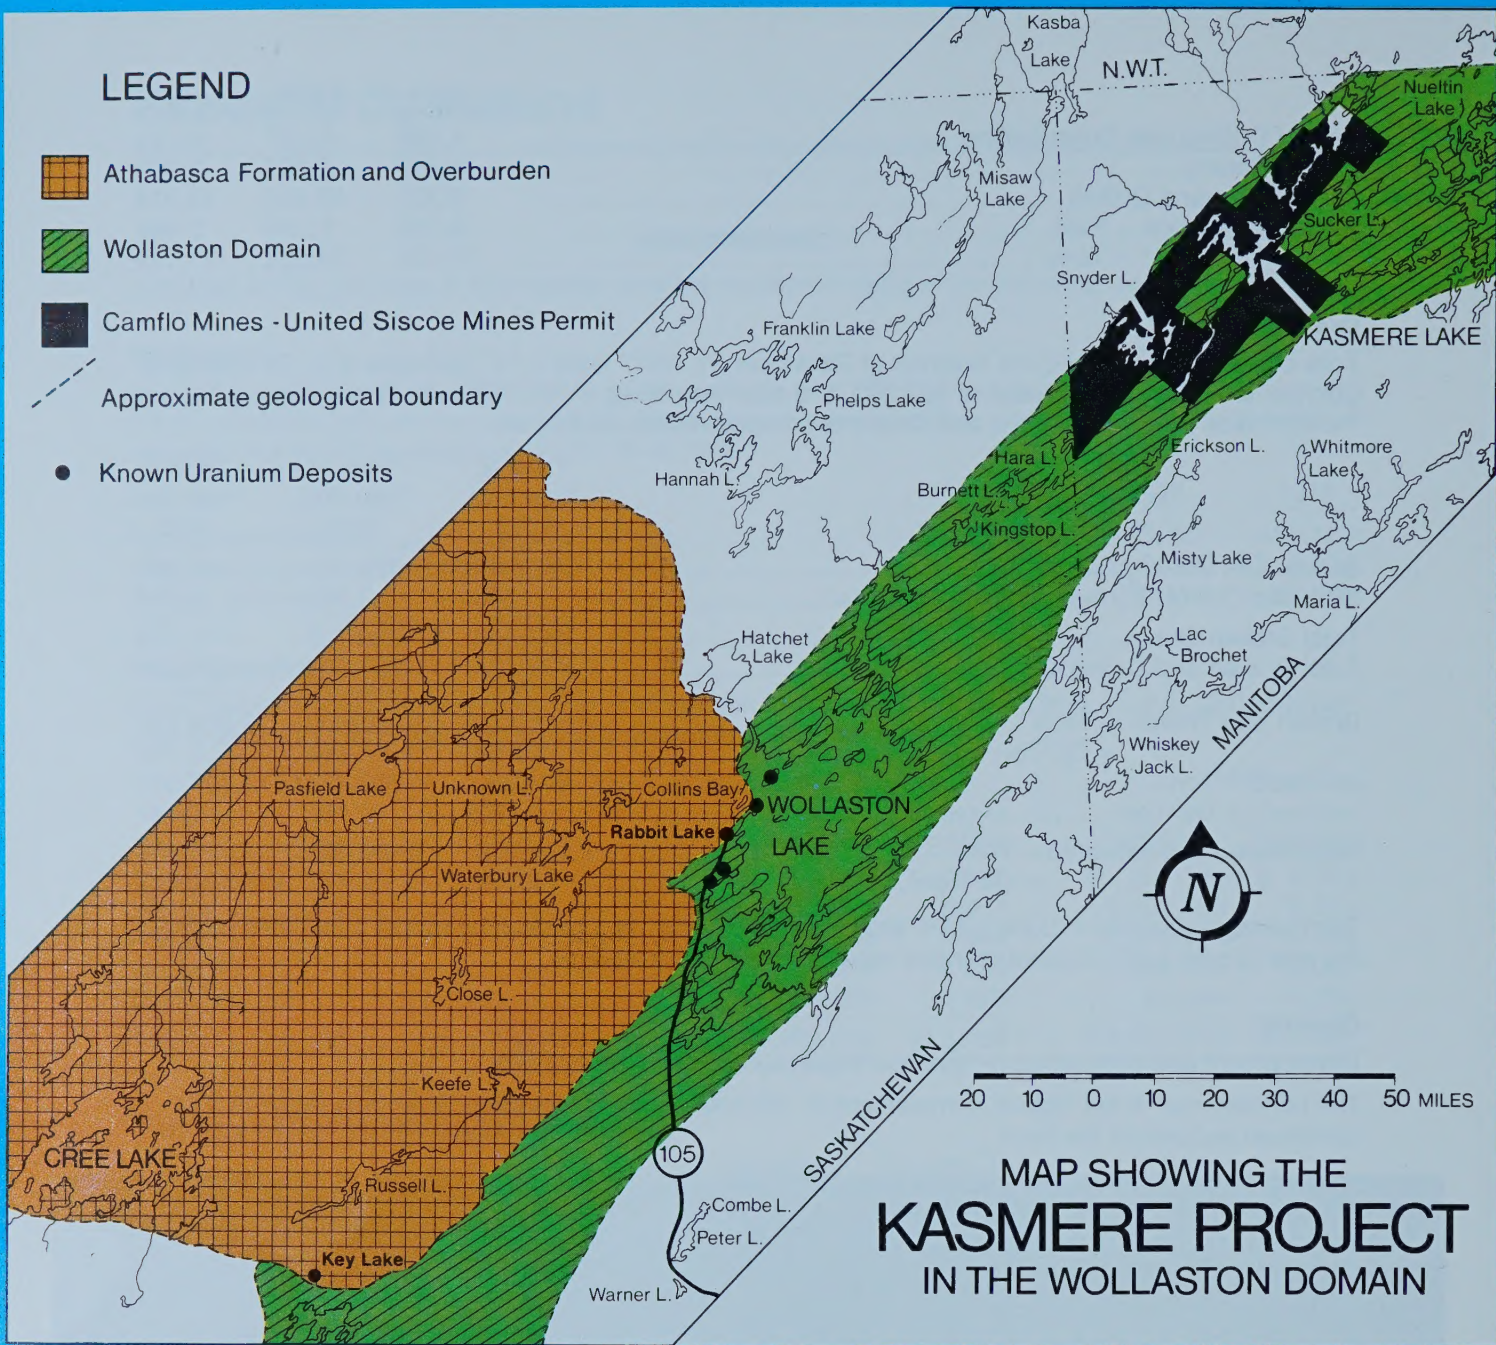 LEGEND
Athabasca Formation and Overburden
Wollaston Domain
Camflo Mines - United Siscoe Mines Permit
Approximate geological boundary
Known Uranium Deposits
Kasba
Lake
N.W.T.
Nueltin
Lake
Misaw
Lake
Sucker L.
Snyder L.
Franklin Lake
KASMERE LAKE
Phelps Lake
Hannah L.
Hara L.
Erickson L.
Whitmore
Lake
Burnett L.
Kingstop L.
Misty Lake
Maria L.
Hatchet
Lake
Lac
Brochet
MANITOBA
Whiskey
Jack L.
Pasfield Lake
Unknown L.
Collins Bay
WOLLASTON
LAKE
Rabbit Lake
Waterbury Lake
N
Close L.
Keefe L.
CREE LAKE
Russell L.
Key Lake
105
SASKATCHEWAN
Combe L.
Peter L.
Warner L.
20 10 0 10 20 30 40 50 MILES
MAP SHOWING THE
KASMERE PROJECT
IN THE WOLLASTON DOMAIN